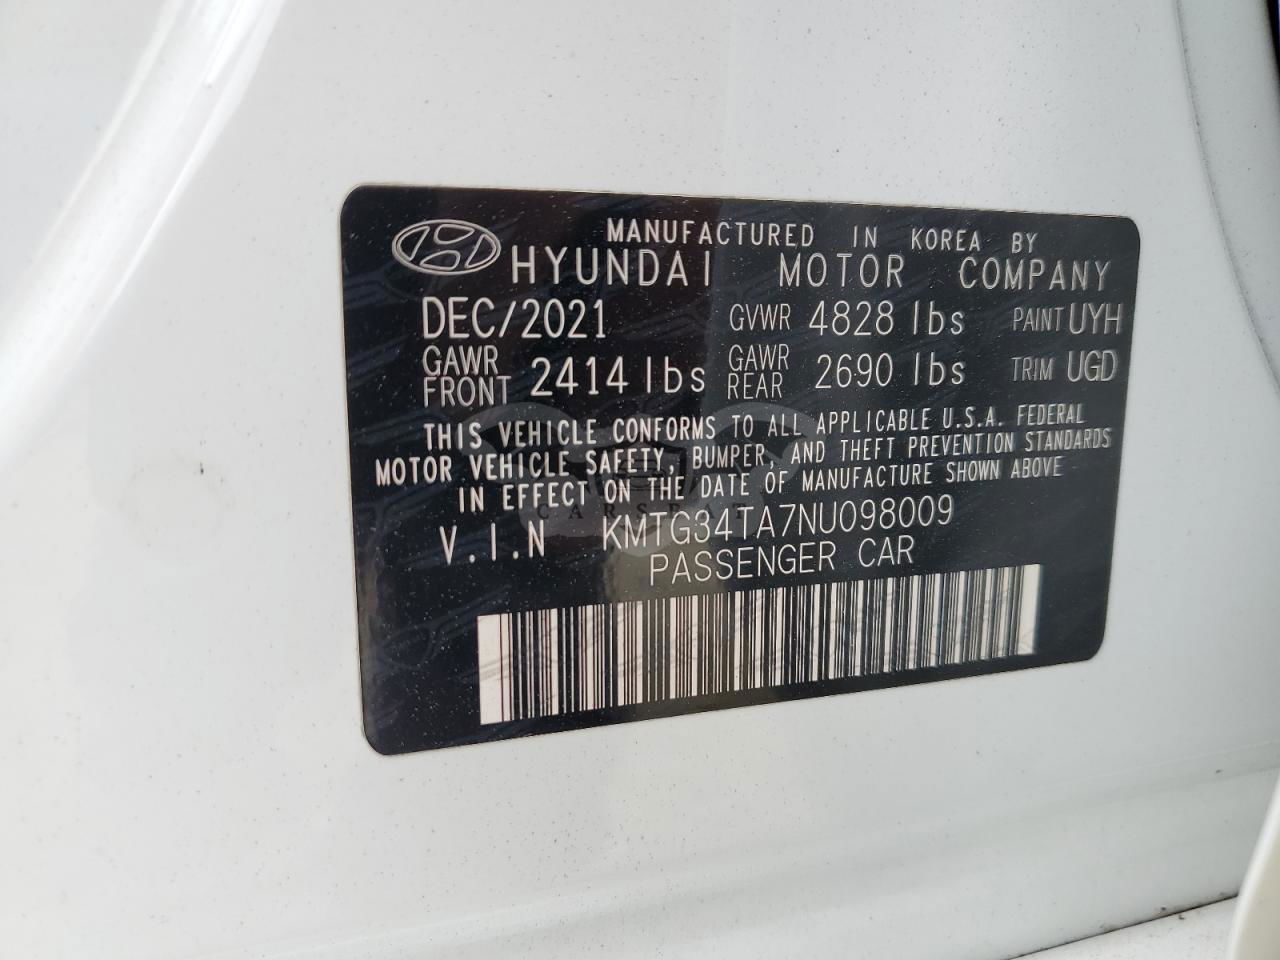 MANUFACTURED IN KOREA BY
HYUNDAI MOTOR COMPANY
DEC/2021 GVWR 4828 lbs PAINT UYH
GAWR FRONT 2414 lbs GAWR REAR 2690 lbs TRIM UGD
THIS VEHICLE CONFORMS TO ALL APPLICABLE U.S.A. FEDERAL
MOTOR VEHICLE SAFETY, BUMPER, AND THEFT PREVENTION STANDARDS
IN EFFECT ON THE DATE OF MANUFACTURE SHOWN ABOVE
CARSPAT
V.I.N KMTG34TA7NU098009
PASSENGER CAR